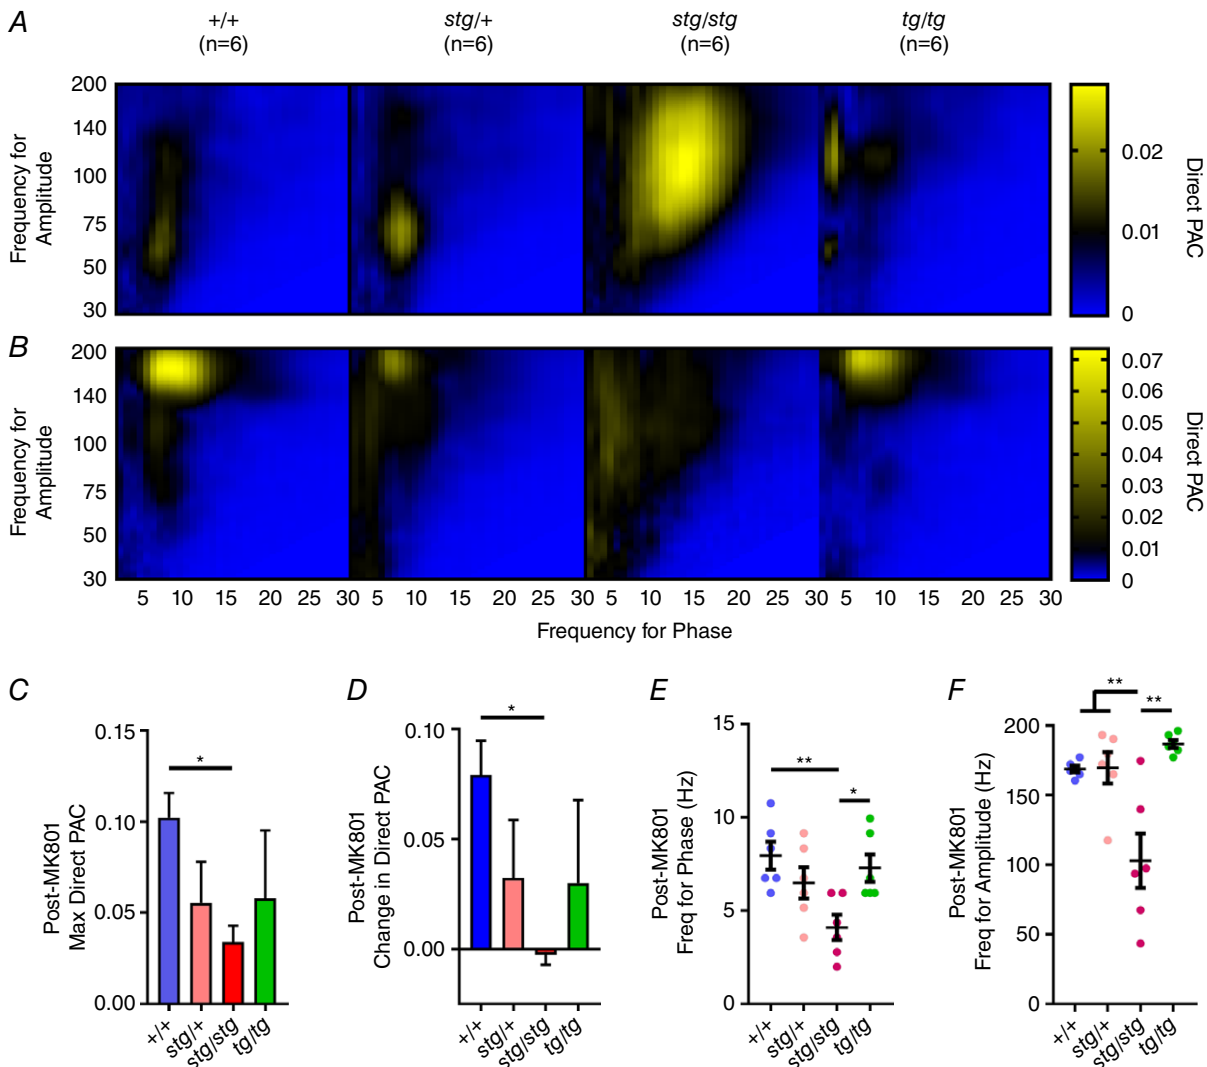 A
+/+
(n=6)
stg/+
(n=6)
stg/stg
(n=6)
tg/tg
(n=6)
Frequency for
Amplitude
200
140
100
75
50
30
0.02
0.01
0
Direct PAC
B
Frequency for
Amplitude
200
140
100
75
50
30
5 10 15 20 25 30 5 10 15 20 25 30 5 10 15 20 25 30 5 10 15 20 25 30
Frequency for Phase
0.07
0.06
0.05
0.04
0.03
0.02
0.01
0
Direct PAC
C
Post-MK801
Max Direct PAC
0.15
0.10
0.05
0.00
*
+/+ stg/+ stg/stg tg/tg
D
Post-MK801
Change in Direct PAC
0.10
0.05
0.00
*
+/+ stg/+ stg/stg tg/tg
E
Post-MK801
Freq for Phase (Hz)
15
10
5
0
**
*
+/+ stg/+ stg/stg tg/tg
F
Post-MK801
Freq for Amplitude (Hz)
200
150
100
50
0
**
**
+/+ stg/+ stg/stg tg/tg